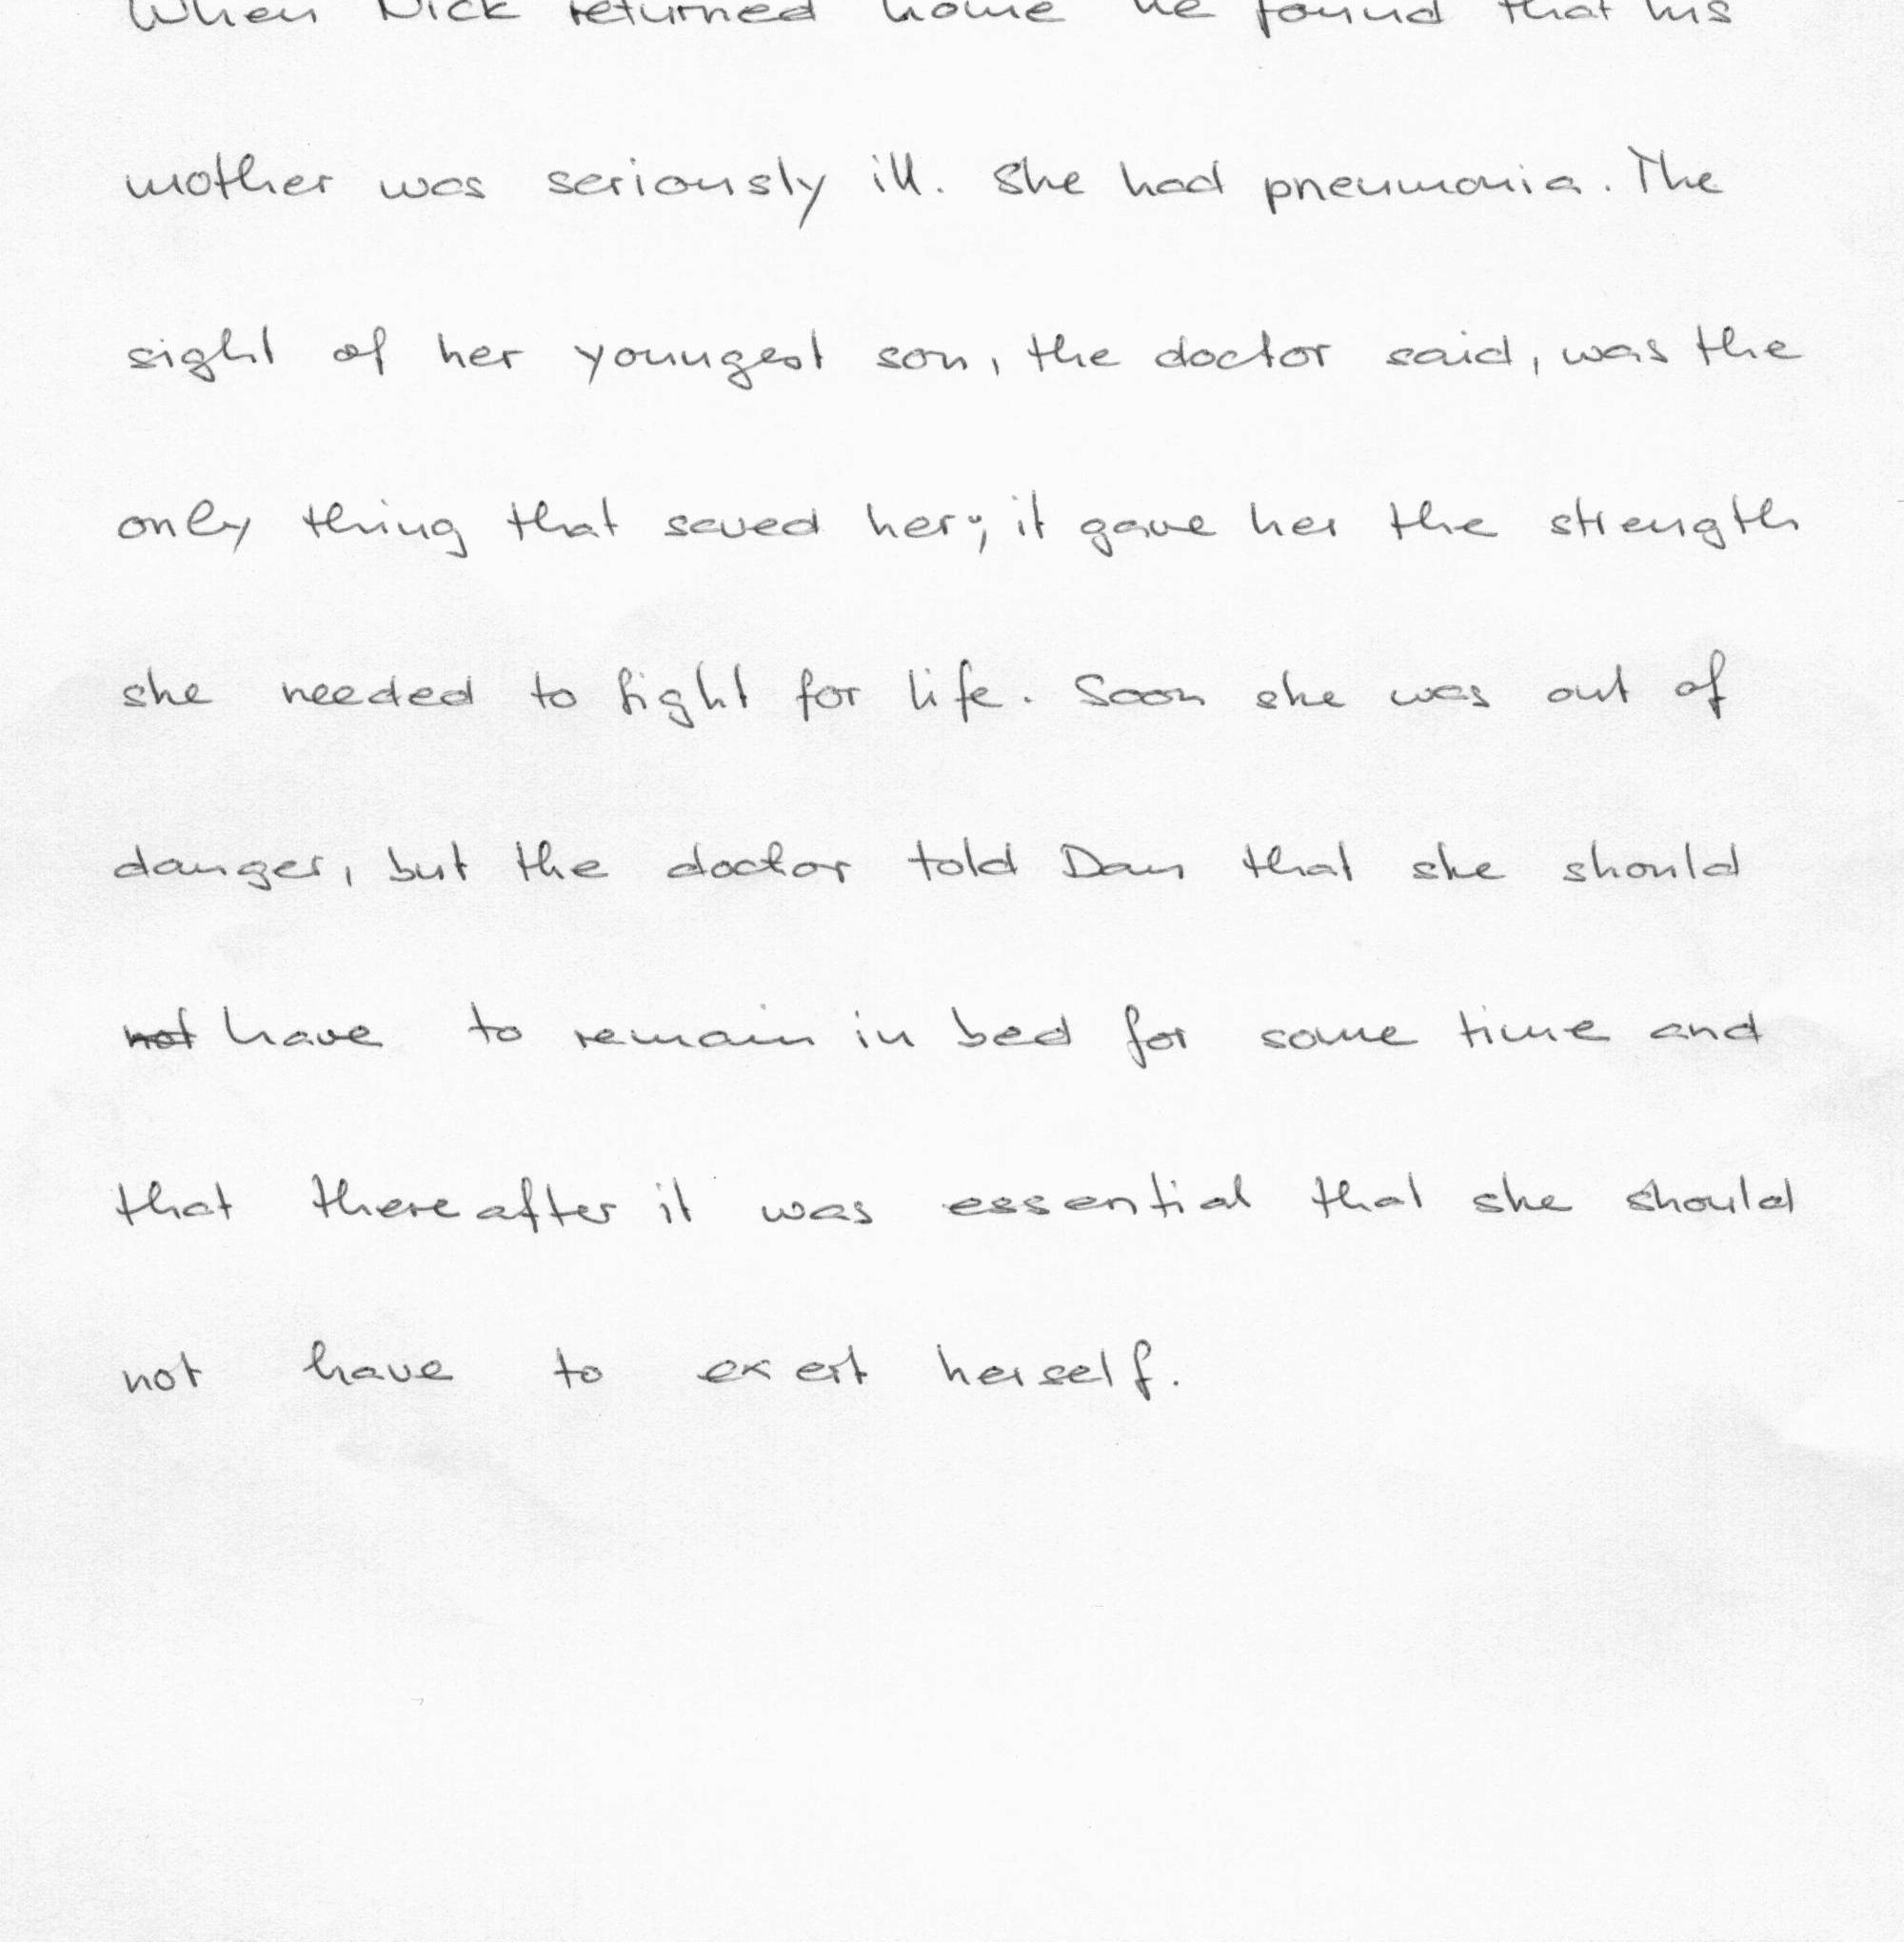 When Nick returned home he found that his
mother was seriously ill. She had pneumonia. The
sight of her youngest son, the doctor said, was the
only thing that saved her; it gave her the strength
she needed to fight for life. Soon she was out of
danger, but the doctor told Dan that she should
not have to remain in bed for some time and
that thereafter it was essential that she should
not have to exert herself.